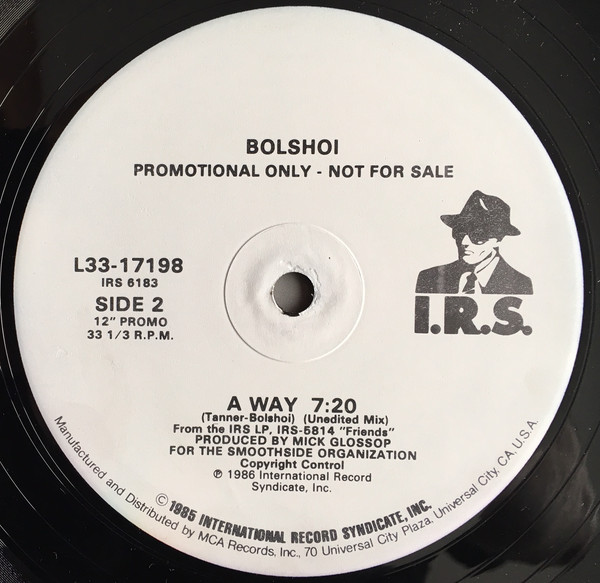 BOLSHOI
PROMOTIONAL ONLY - NOT FOR SALE
L33-17198
IRS 6183
SIDE 2
12" PROMO
33 1/3 R.P.M.
I.R.S.
A WAY 7:20
(Tanner-Bolshoi) (Unedited Mix)
From the IRS LP, IRS-5814 "Friends"
PRODUCED BY MICK GLOSSOP
FOR THE SMOOTHSIDE ORGANIZATION
Copyright Control
℗ 1986 International Record
Syndicate, Inc.
© 1985 INTERNATIONAL RECORD SYNDICATE, INC.
Manufactured and Distributed by MCA Records, Inc., 70 Universal City Plaza, Universal City, CA. U.S.A.